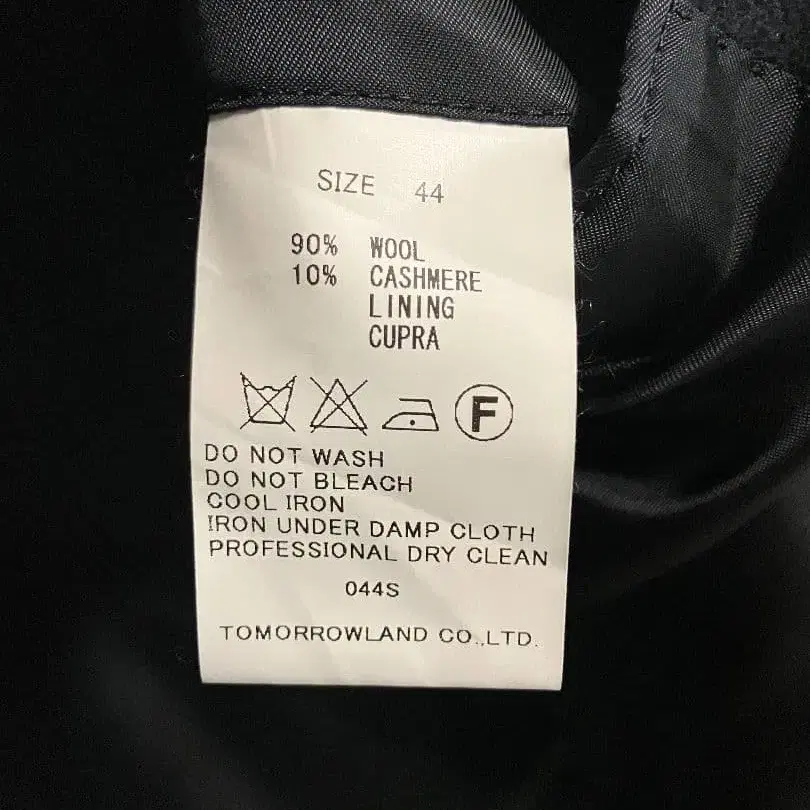 SIZE 44
90% WOOL
10% CASHMERE
LINING
CUPRA
F
DO NOT WASH
DO NOT BLEACH
COOL IRON
IRON UNDER DAMP CLOTH
PROFESSIONAL DRY CLEAN
044S
TOMORROWLAND CO.,LTD.